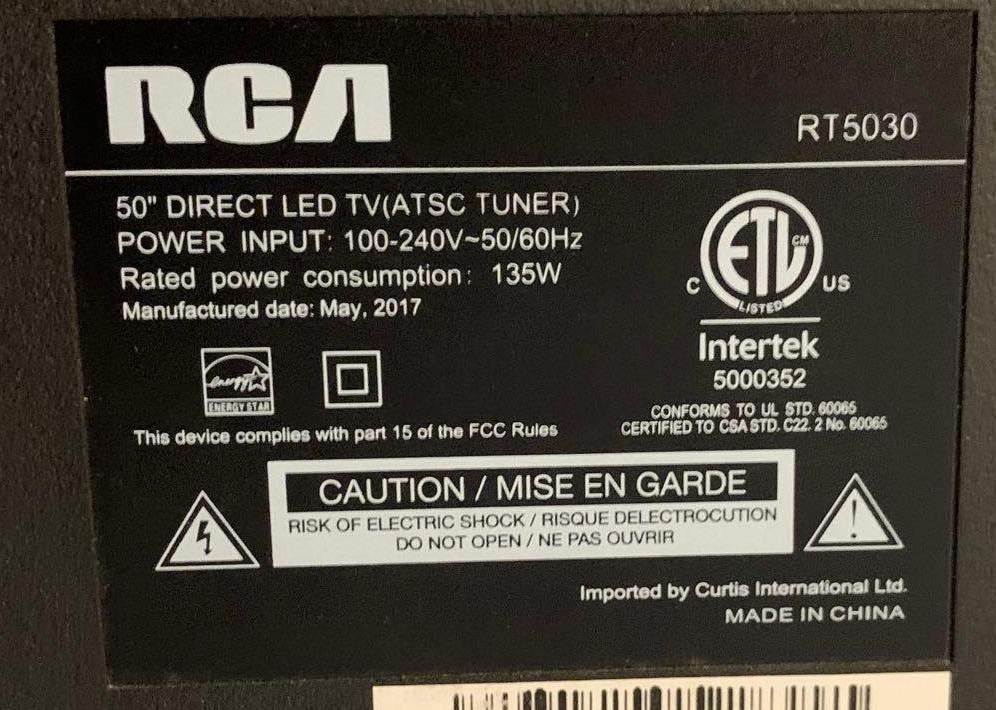 RCA
RT5030
50" DIRECT LED TV(ATSC TUNER)
POWER INPUT: 100-240V~50/60Hz
Rated power consumption: 135W
Manufactured date: May, 2017
ETL CM
C US
LISTED
Intertek
5000352
energy
ENERGY STAR
CONFORMS TO UL STD. 60065
CERTIFIED TO CSA STD. C22. 2 No. 60065
This device complies with part 15 of the FCC Rules
CAUTION / MISE EN GARDE
RISK OF ELECTRIC SHOCK / RISQUE DELECTROCUTION
DO NOT OPEN / NE PAS OUVRIR
!
Imported by Curtis International Ltd.
MADE IN CHINA